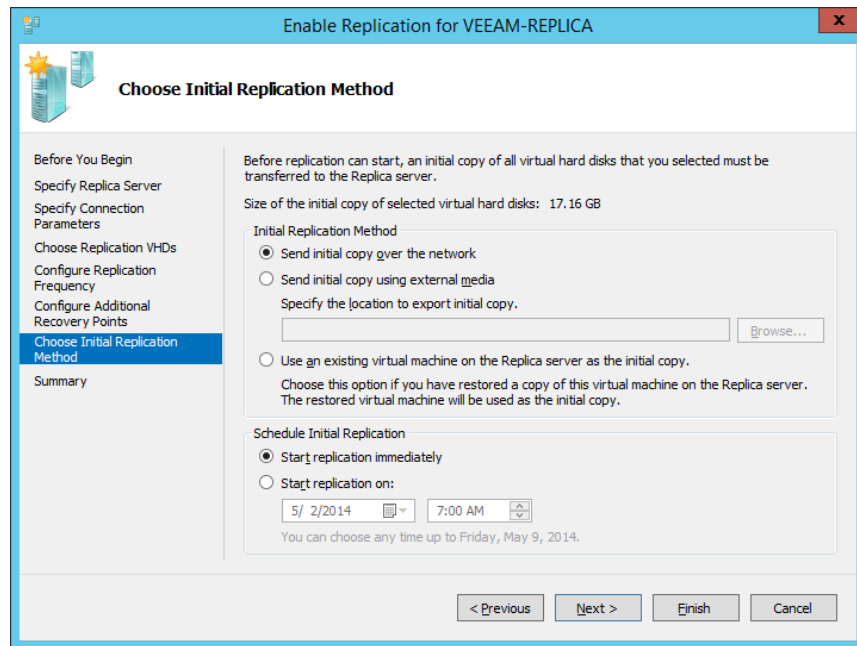 Enable Replication for VEEAM-REPLICA
x
Choose Initial Replication Method
Before You Begin
Specify Replica Server
Specify Connection
Parameters
Choose Replication VHDs
Configure Replication
Frequency
Configure Additional
Recovery Points
Choose Initial Replication
Method
Summary
Before replication can start, an initial copy of all virtual hard disks that you selected must be
transferred to the Replica server.
Size of the initial copy of selected virtual hard disks: 17.16 GB
Initial Replication Method
Send initial copy over the network
Send initial copy using external media
Specify the location to export initial copy.
Browse...
Use an existing virtual machine on the Replica server as the initial copy.
Choose this option if you have restored a copy of this virtual machine on the Replica server.
The restored virtual machine will be used as the initial copy.
Schedule Initial Replication
Start replication immediately
Start replication on:
5/ 2/2014 7:00 AM
You can choose any time up to Friday, May 9, 2014.
< Previous Next > Finish Cancel